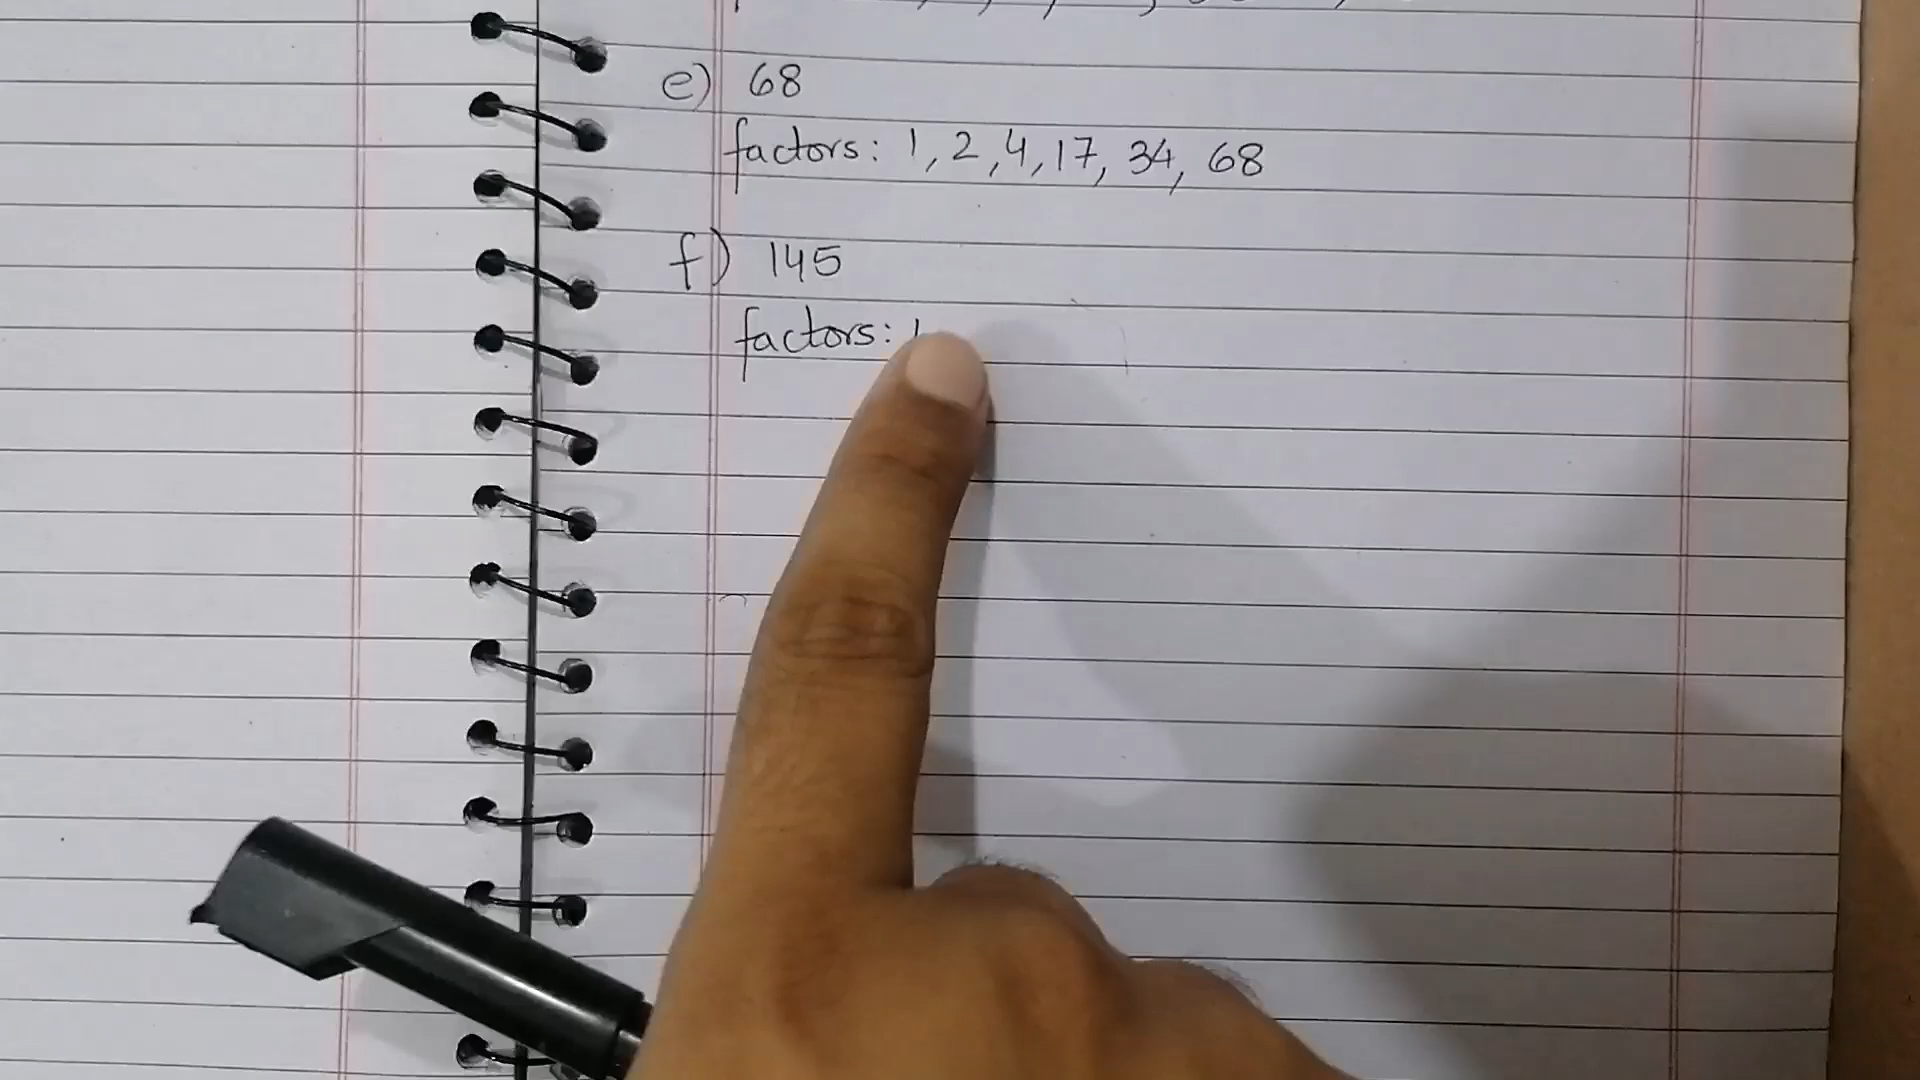 e) 68
factors: 1, 2, 4, 17, 34, 68
f) 145
factors: 1